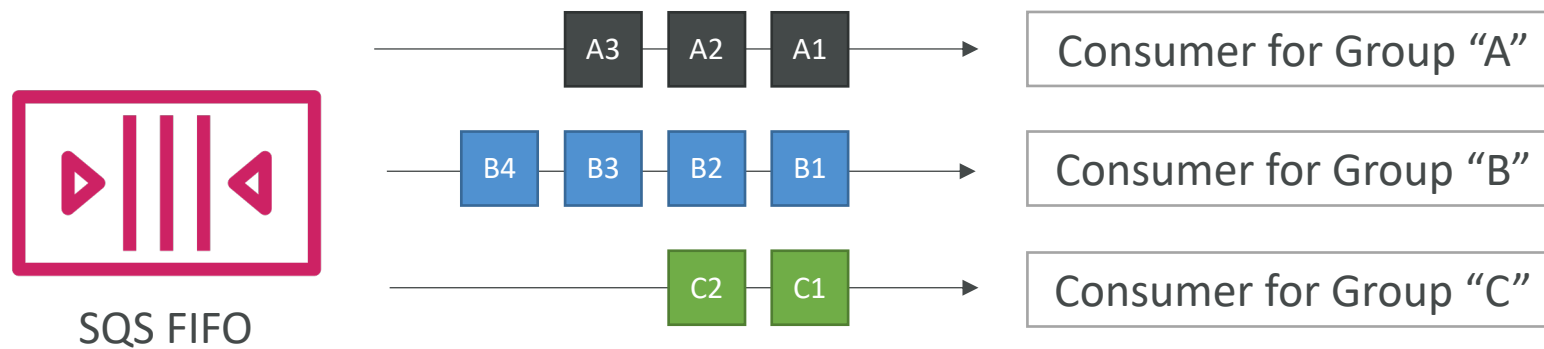 A3 A2 A1
Consumer for Group “A”
B4 B3 B2 B1
Consumer for Group “B”
C2 C1
Consumer for Group “C”
SQS FIFO